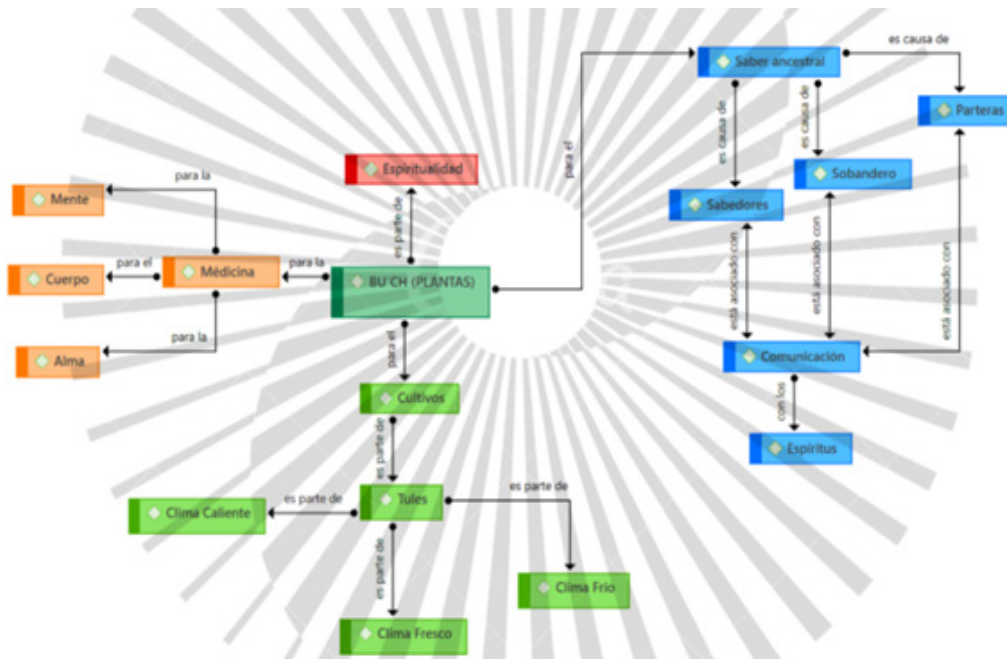 es causa de
Saber ancestral
Parteras
es causa de
es causa de
para el
Espiritualidad
Sobandero
para la
Mente
Sabedores
es parte de
Médicina
para el
para la
Cuerpo
BU´CH (PLANTAS)
está asociado con
está asociado con
está asociado con
para la
Alma
para el
Comunicación
Cultivos
con los
es parte de
Espíritus
Tules
es parte de
es parte de
Clima Caliente
es parte de
Clima Frio
Clima Fresco